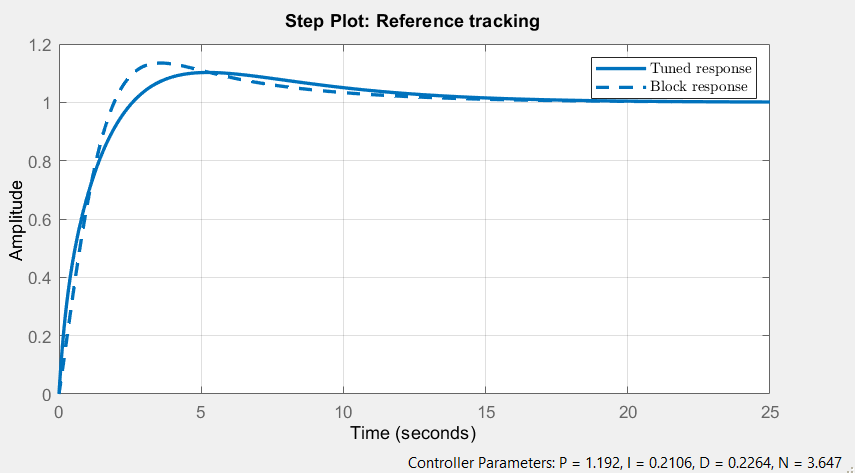 Step Plot: Reference tracking
1.2
1
0.8
0.6
0.4
0.2
0
Amplitude
Tuned response
Block response
0 5 10 15 20 25
Time (seconds)
Controller Parameters: P = 1.192, I = 0.2106, D = 0.2264, N = 3.647